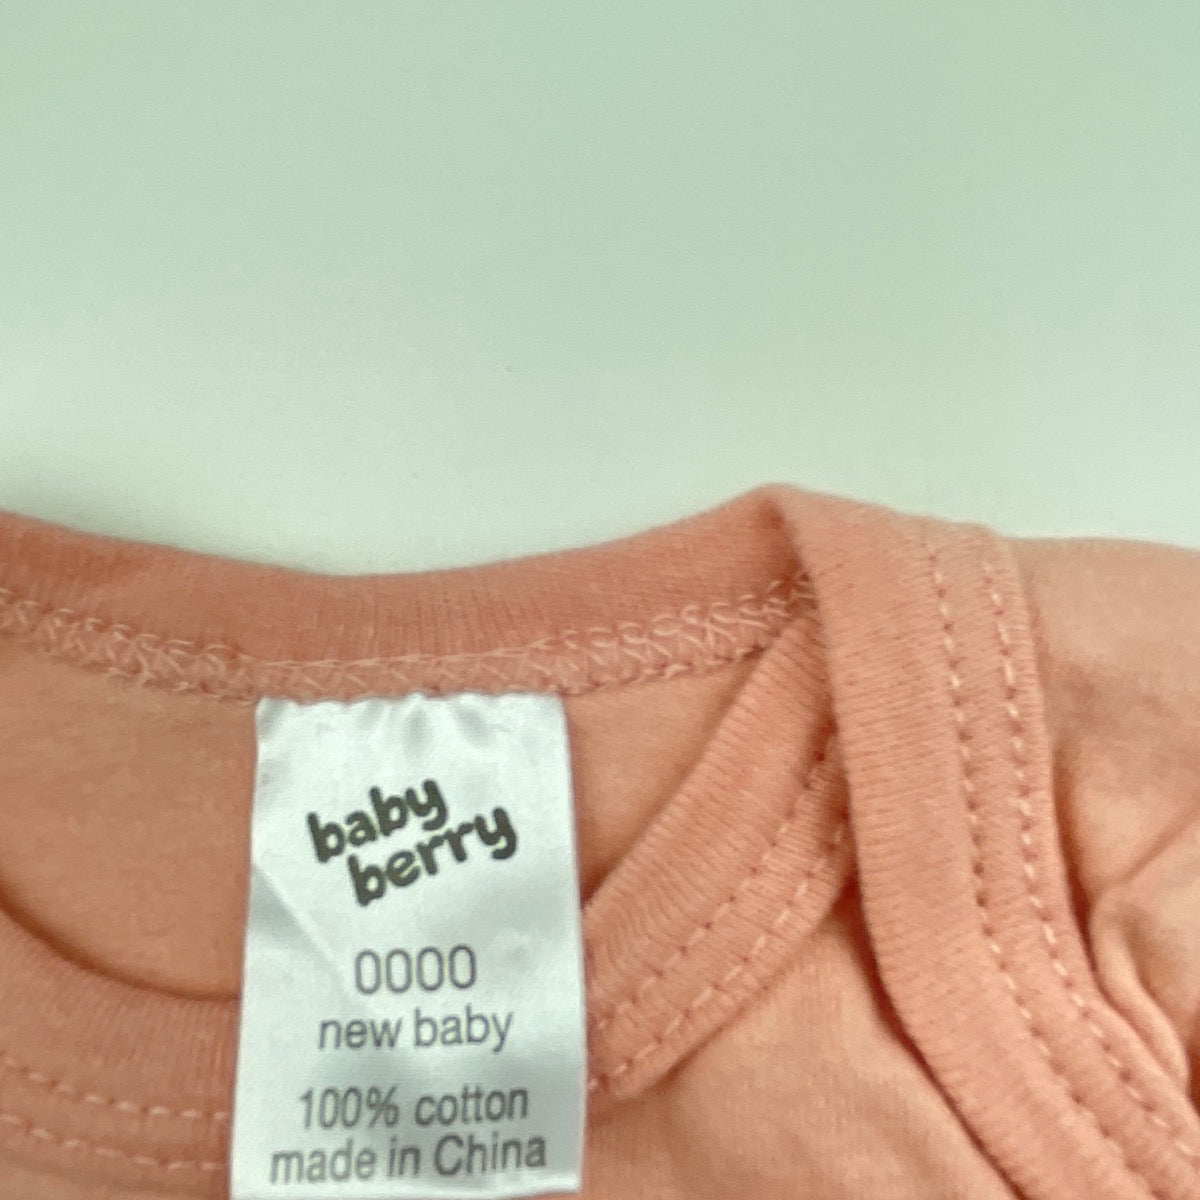 baby
berry
0000
new baby
100% cotton
made in China